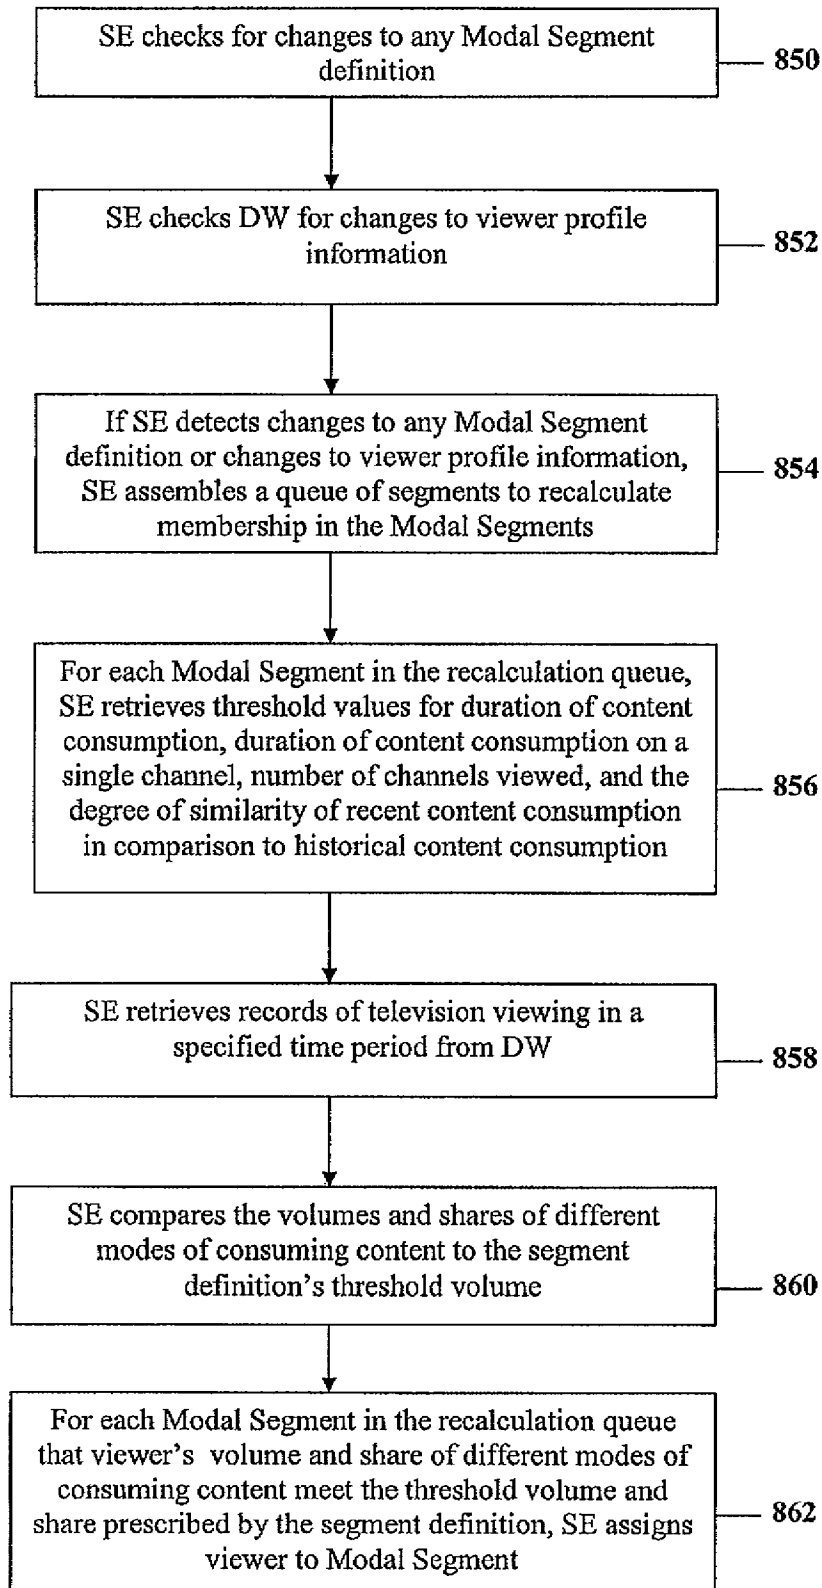 SE checks for changes to any Modal Segment
definition
850
SE checks DW for changes to viewer profile
information
852
If SE detects changes to any Modal Segment
definition or changes to viewer profile information,
SE assembles a queue of segments to recalculate
membership in the Modal Segments
854
For each Modal Segment in the recalculation queue,
SE retrieves threshold values for duration of content
consumption, duration of content consumption on a
single channel, number of channels viewed, and the
degree of similarity of recent content consumption
in comparison to historical content consumption
856
SE retrieves records of television viewing in a
specified time period from DW
858
SE compares the volumes and shares of different
modes of consuming content to the segment
definition's threshold volume
860
For each Modal Segment in the recalculation queue
that viewer's volume and share of different modes of
consuming content meet the threshold volume and
share prescribed by the segment definition, SE assigns
viewer to Modal Segment
862